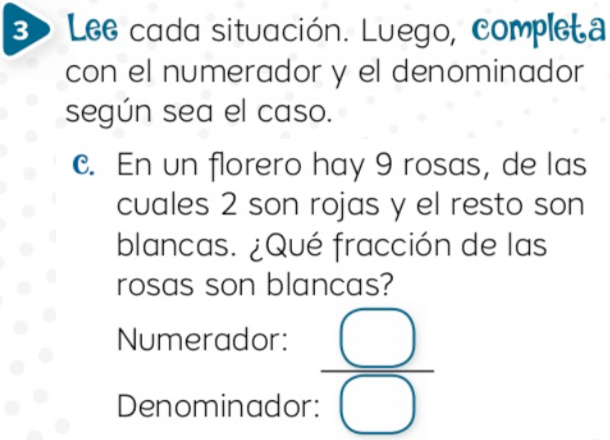 3 Lee cada situación. Luego, completa
con el numerador y el denominador
según sea el caso.
c. En un florero hay 9 rosas, de las
cuales 2 son rojas y el resto son
blancas. ¿Qué fracción de las
rosas son blancas?
Numerador:
Denominador: